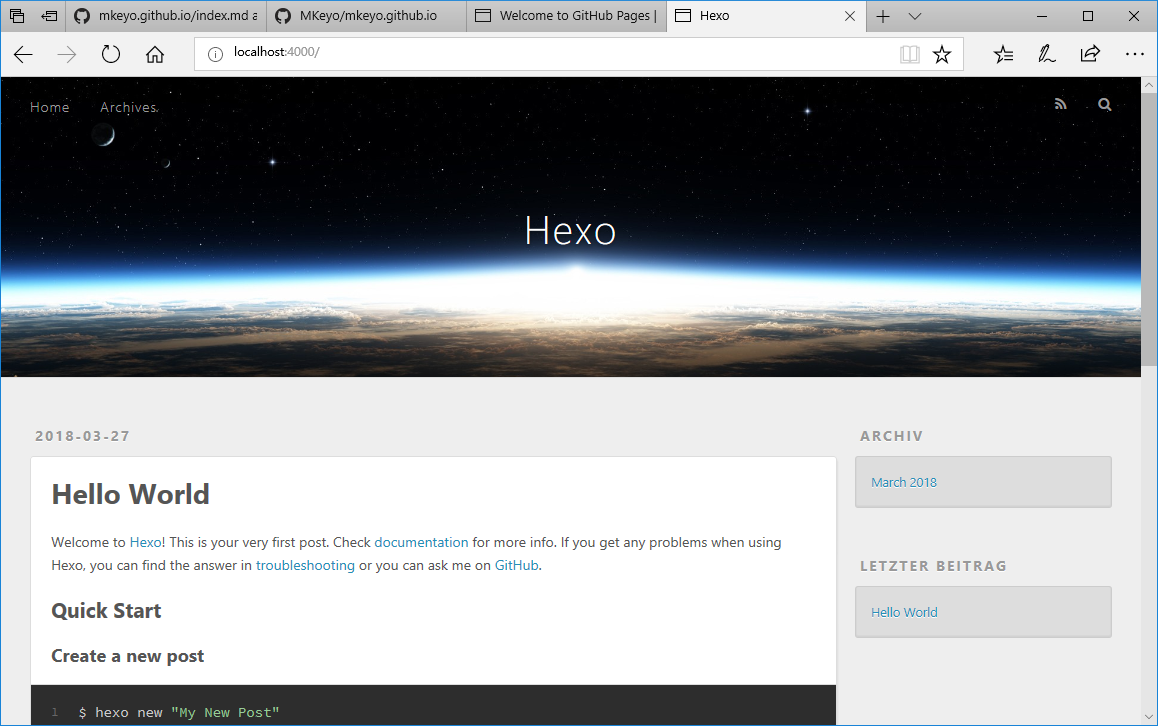 mkeyo.github.io/index.md a
MKeyo/mkeyo.github.io
Welcome to GitHub Pages |
Hexo
localhost:4000/
Home Archives
Hexo
2018-03-27
Hello World
Welcome to Hexo! This is your very first post. Check documentation for more info. If you get any problems when using
Hexo, you can find the answer in troubleshooting or you can ask me on GitHub.
Quick Start
Create a new post
1 $ hexo new "My New Post"
ARCHIV
March 2018
LETZTER BEITRAG
Hello World